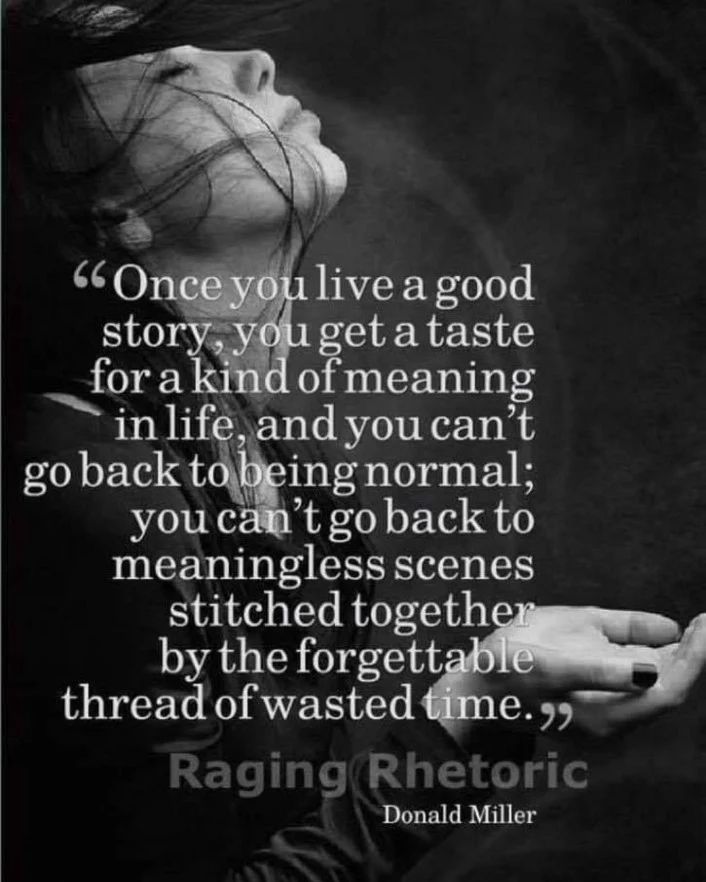 “Once you live a good
story, you get a taste
for a kind of meaning
in life, and you can’t
go back to being normal;
you can’t go back to
meaningless scenes
stitched together
by the forgettable
thread of wasted time.”
Raging Rhetoric
Donald Miller